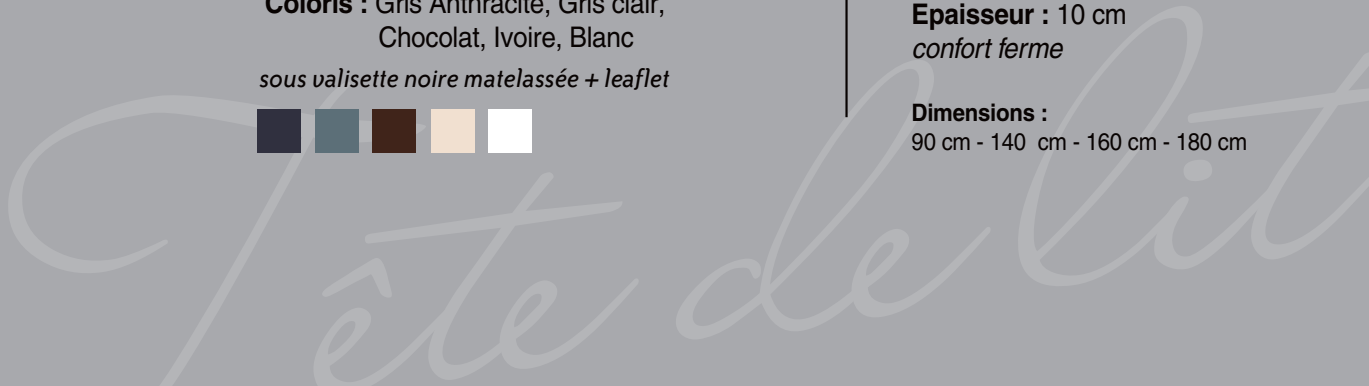 Coloris : Gris Anthracite, Gris clair,
Chocolat, Ivoire, Blanc
sous valisette noire matelassée + leaflet
Epaisseur : 10 cm
confort ferme
Dimensions :
90 cm - 140  cm - 160 cm - 180 cm
Tête de lit